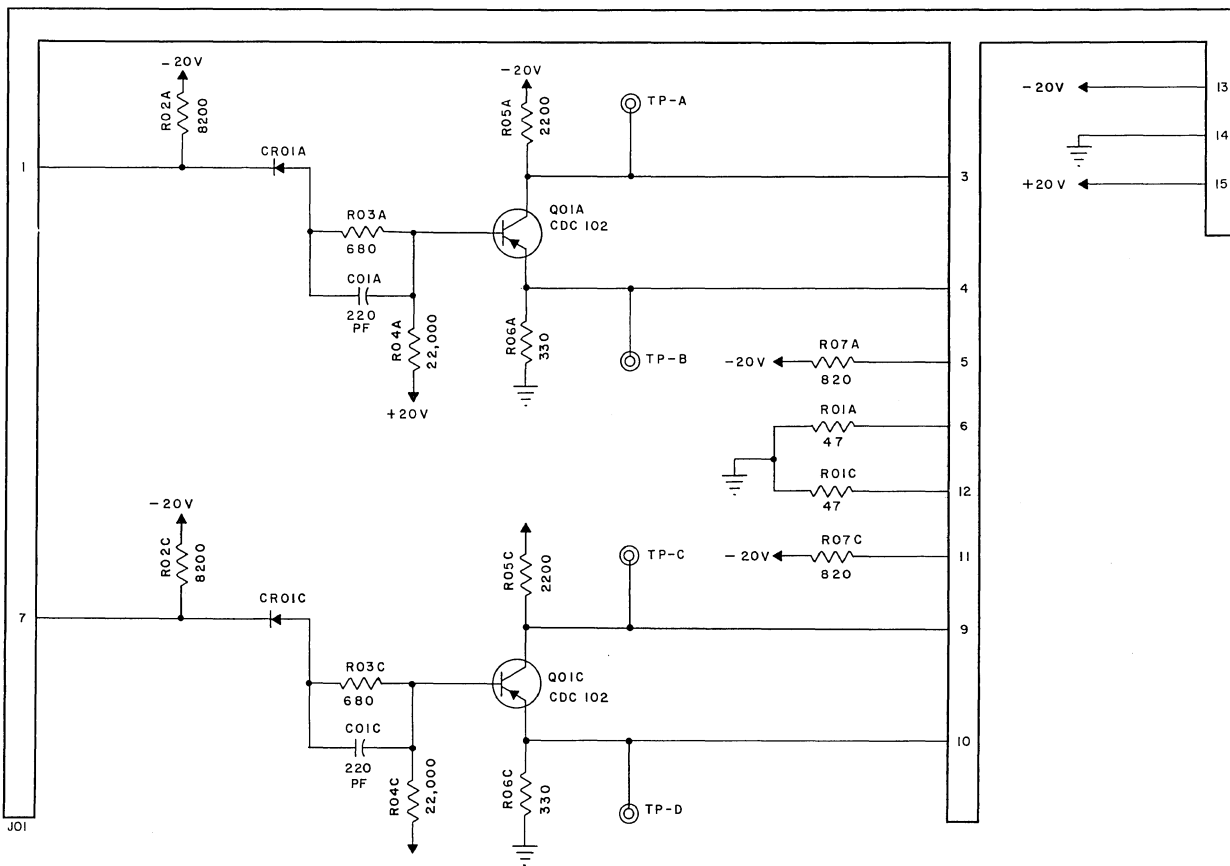 -20V
R02A
8200
CR01A
1
R03A
680
C01A
220
PF
R04A
22,000
+20V
-20V
R05A
2200
TP-A
Q01A
CDC 102
3
4
R06A
330
TP-B
-20V
R07A
820
5
R01A
47
6
R01C
47
12
-20V
R07C
820
11
-20V
13
14
+20V
15
-20V
R02C
8200
CR01C
7
R03C
680
C01C
220
PF
R04C
22,000
R05C
2200
TP-C
Q01C
CDC 102
9
10
R06C
330
TP-D
J01